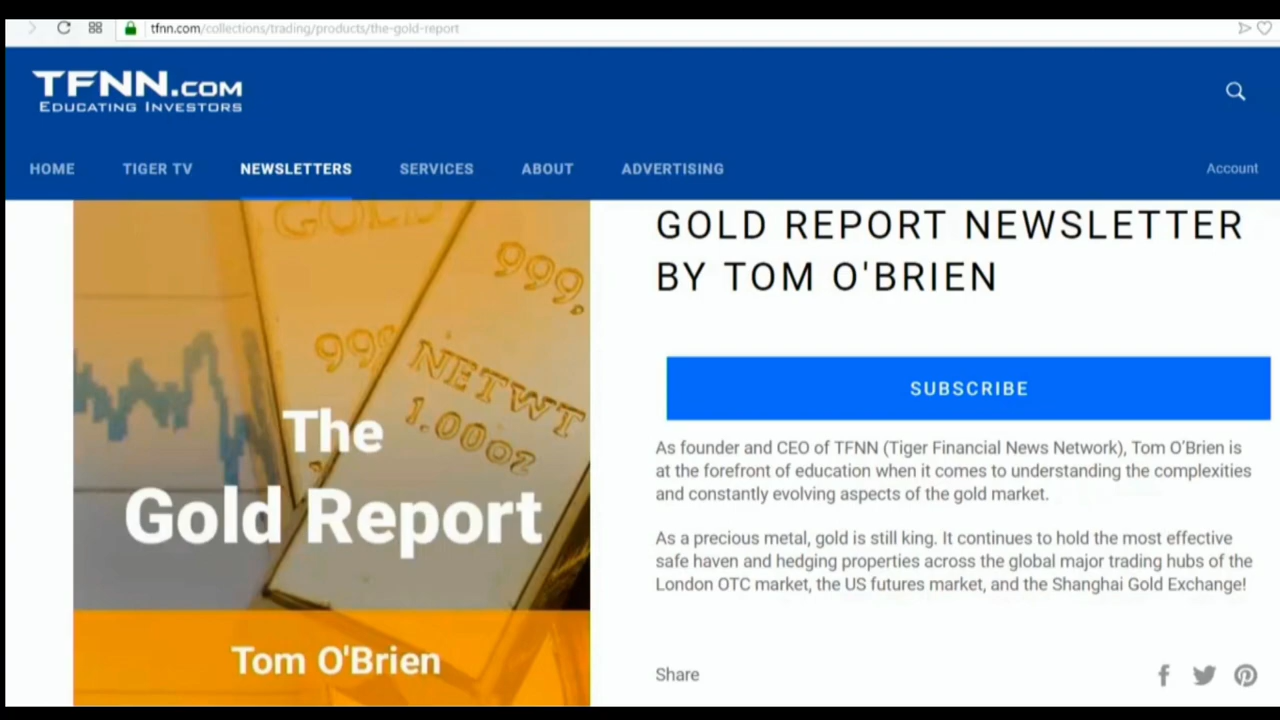 tfnn.com/collections/trading/products/the-gold-report
TFNN.COM
EDUCATING INVESTORS
HOME
TIGER TV
NEWSLETTERS
SERVICES
ABOUT
ADVERTISING
Account
GOLD
999,
999
NETWT
1.00oz
The
Gold Report
Tom O'Brien
GOLD REPORT NEWSLETTER
BY TOM O'BRIEN
SUBSCRIBE
As founder and CEO of TFNN (Tiger Financial News Network), Tom O'Brien is
at the forefront of education when it comes to understanding the complexities
and constantly evolving aspects of the gold market.
As a precious metal, gold is still king. It continues to hold the most effective
safe haven and hedging properties across the global major trading hubs of the
London OTC market, the US futures market, and the Shanghai Gold Exchange!
Share